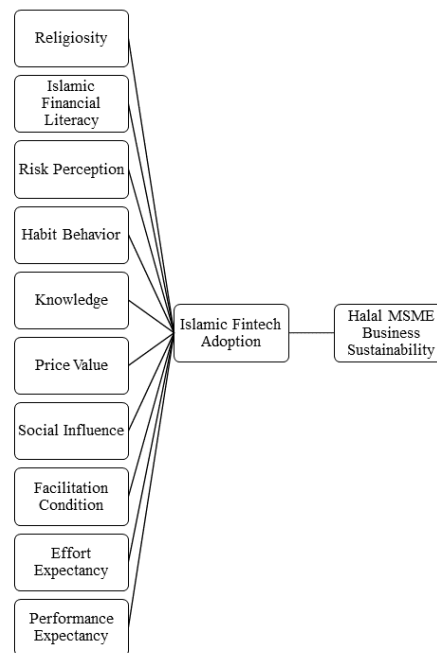 Religiosity
Islamic
Financial
Literacy
Risk Perception
Habit Behavior
Knowledge
Price Value
Social Influence
Facilitation
Condition
Effort
Expectancy
Performance
Expectancy
Islamic Fintech
Adoption
Halal MSME
Business
Sustainability